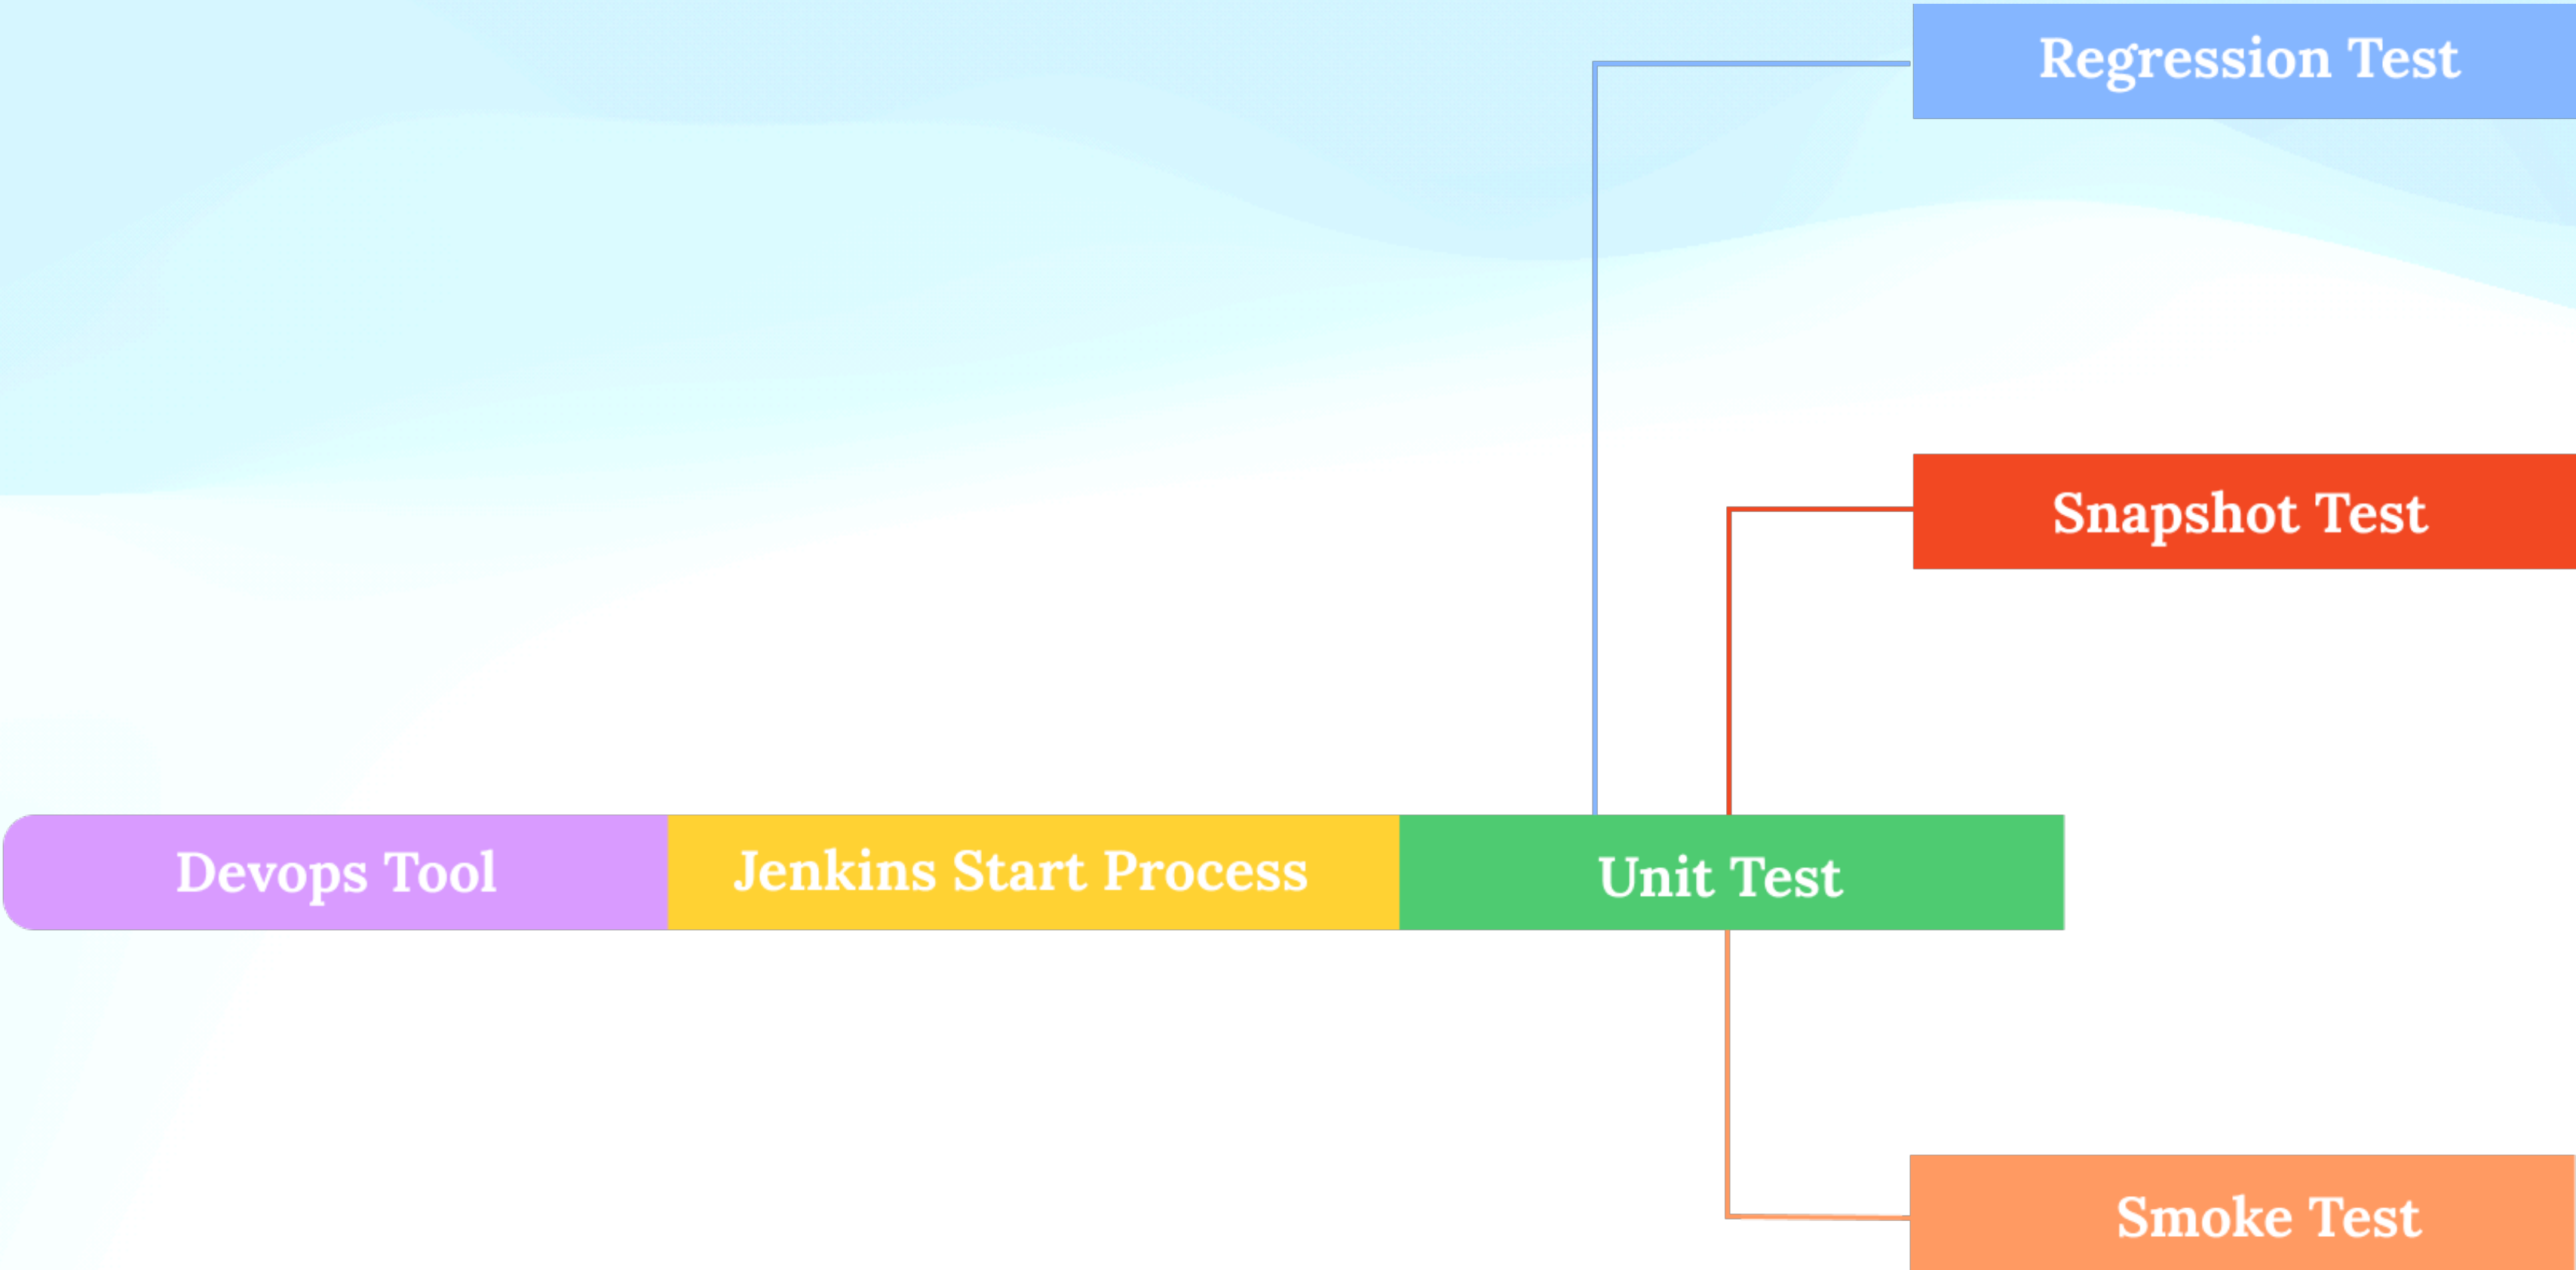 Regression Test
Snapshot Test
Devops Tool
Jenkins Start Process
Unit Test
Smoke Test